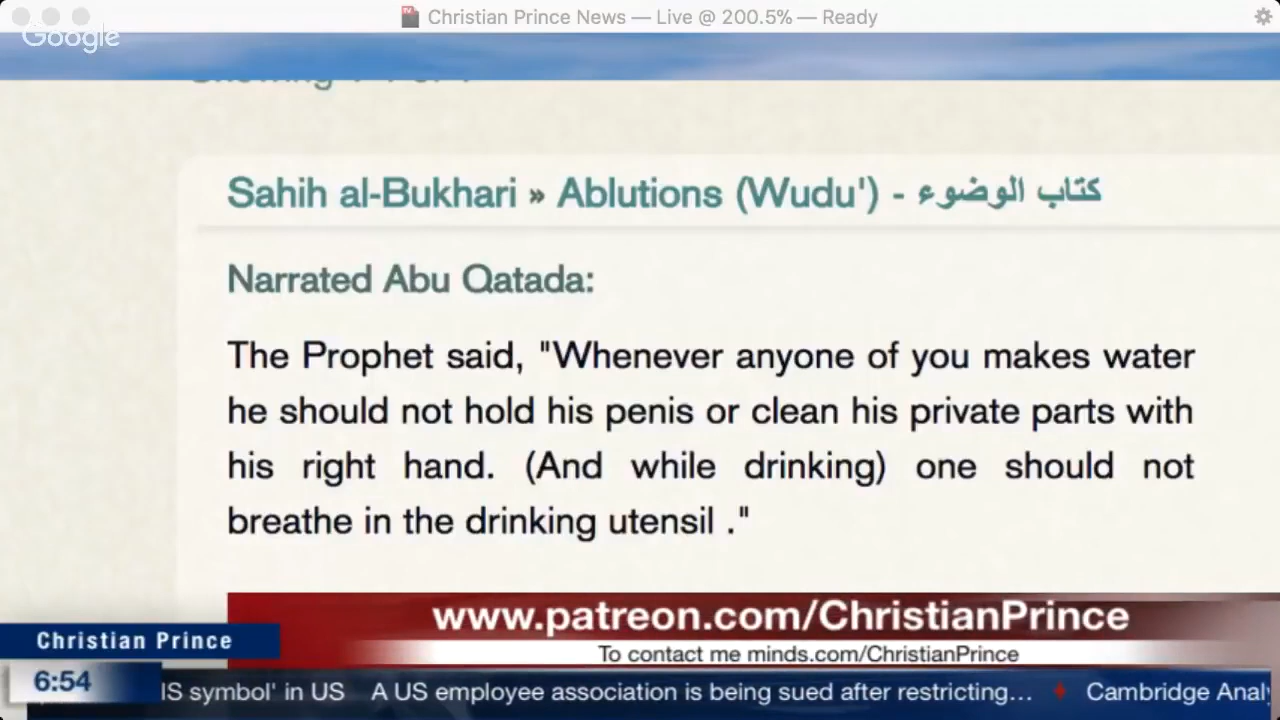 Christian Prince News — Live @ 200.5% — Ready
Google
Sahih al-Bukhari » Ablutions (Wudu') - كتاب الوضوء
Narrated Abu Qatada:
The Prophet said, "Whenever anyone of you makes water
he should not hold his penis or clean his private parts with
his right hand. (And while drinking) one should not
breathe in the drinking utensil ."
www.patreon.com/ChristianPrince
To contact me minds.com/ChristianPrince
Christian Prince
6:54
IS symbol' in US A US employee association is being sued after restricting... Cambridge Analy